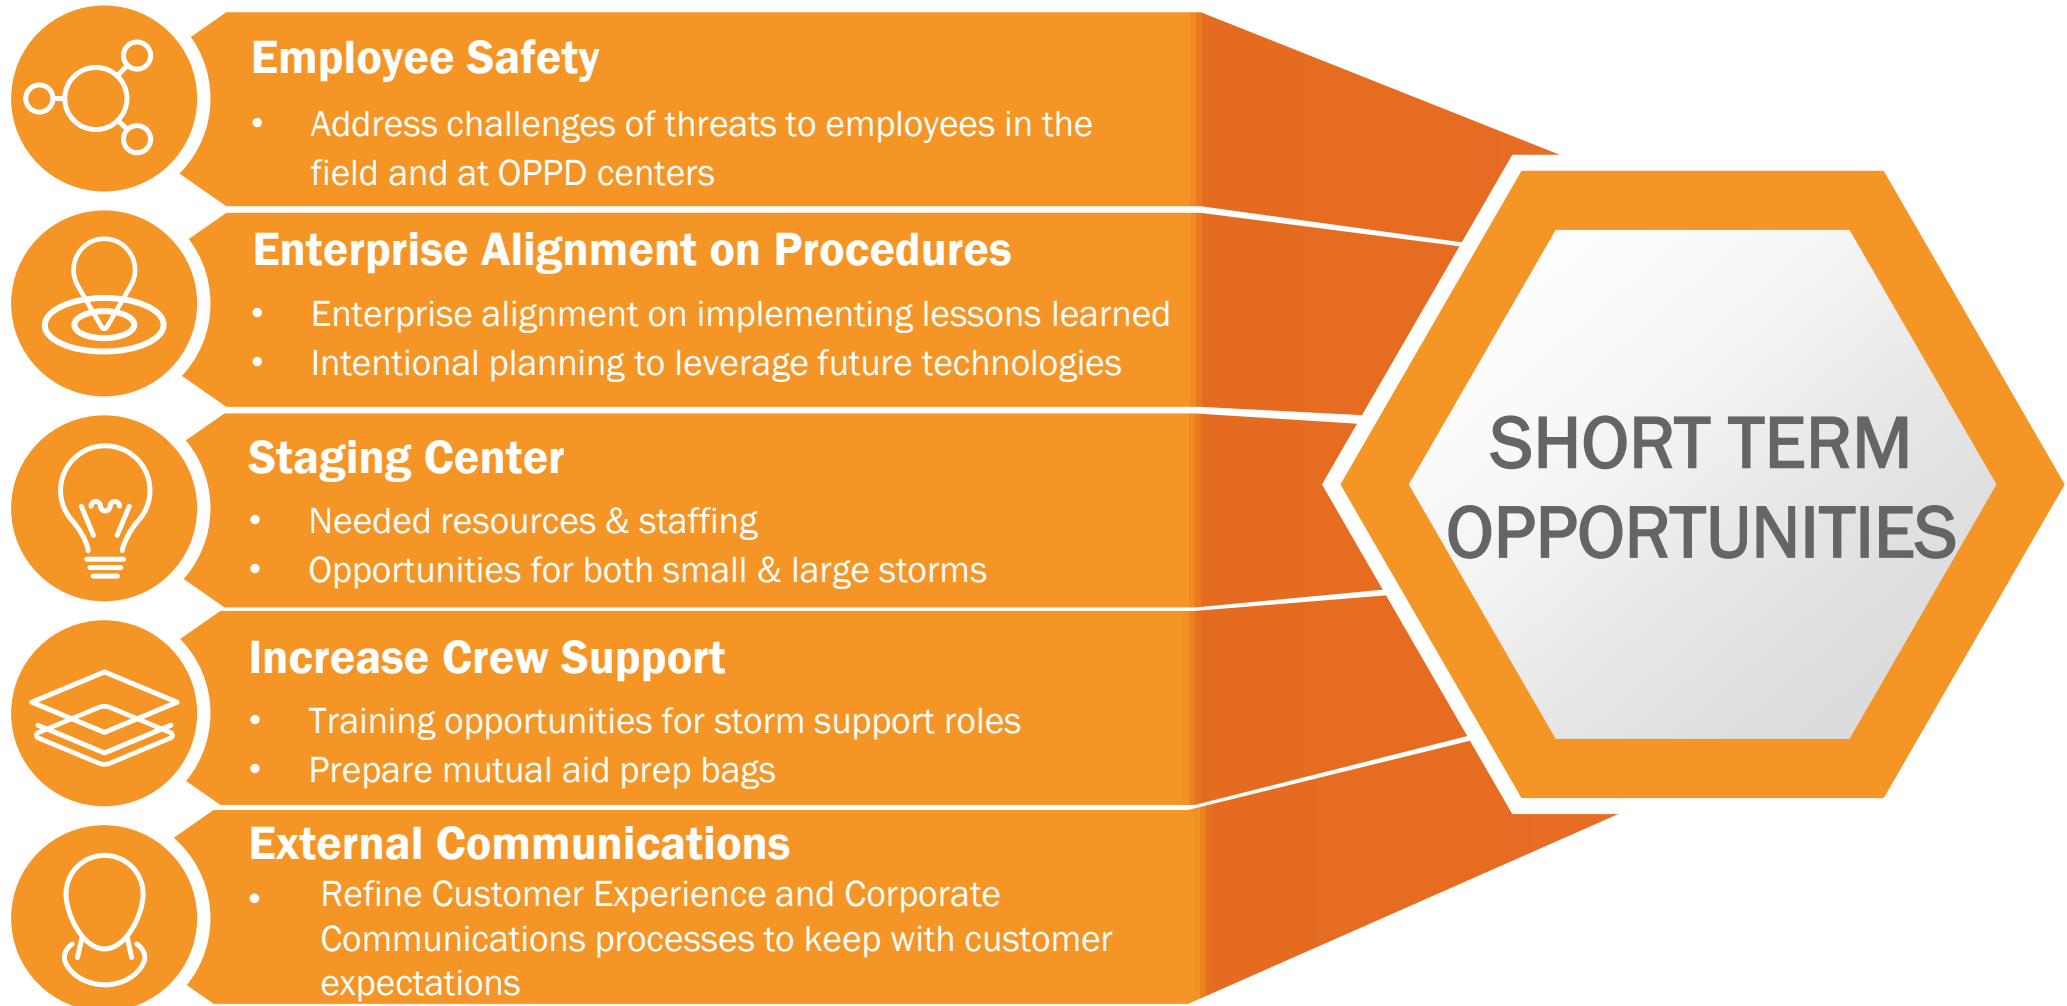 Employee Safety
• Address challenges of threats to employees in the
field and at OPPD centers
Enterprise Alignment on Procedures
• Enterprise alignment on implementing lessons learned
• Intentional planning to leverage future technologies
Staging Center
• Needed resources & staffing
• Opportunities for both small & large storms
Increase Crew Support
• Training opportunities for storm support roles
• Prepare mutual aid prep bags
External Communications
• Refine Customer Experience and Corporate
Communications processes to keep with customer
expectations
SHORT TERM
OPPORTUNITIES